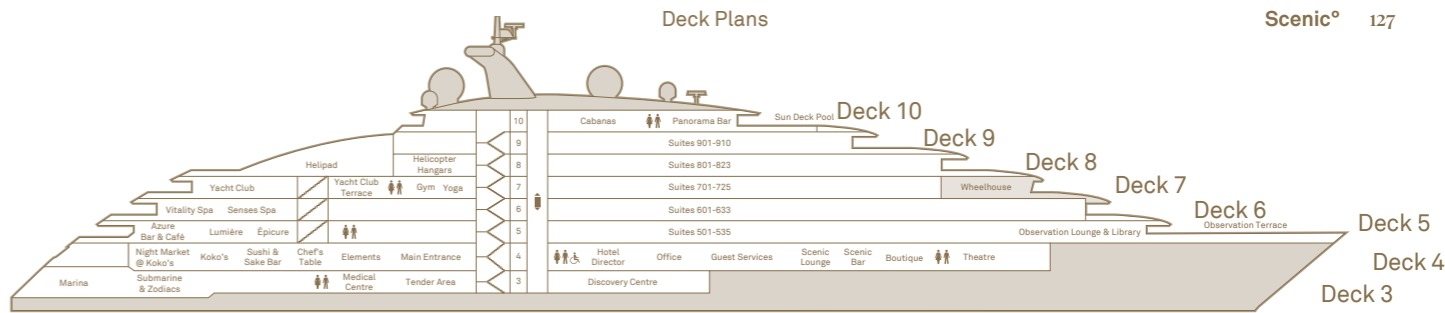 Deck Plans
Scenic° 127
10
Cabanas
Panorama Bar
Sun Deck Pool
Deck 10
9
Suites 901-910
Deck 9
Helipad
Helicopter
Hangars
8
Suites 801-823
Deck 8
Yacht Club
Yacht Club
Terrace
Gym
Yoga
7
Suites 701-725
Wheelhouse
Deck 7
Vitality Spa
Senses Spa
6
Suites 601-633
Deck 6
Azure
Bar & Café
Lumière
Épicure
5
Suites 501-535
Observation Lounge & Library
Observation Terrace
Deck 5
Night Market
@ Koko's
Koko's
Sushi &
Sake Bar
Chef's
Table
Elements
Main Entrance
4
Hotel
Director
Office
Guest Services
Scenic
Lounge
Scenic
Bar
Boutique
Theatre
Deck 4
Marina
Submarine
& Zodiacs
Medical
Centre
Tender Area
3
Discovery Centre
Deck 3